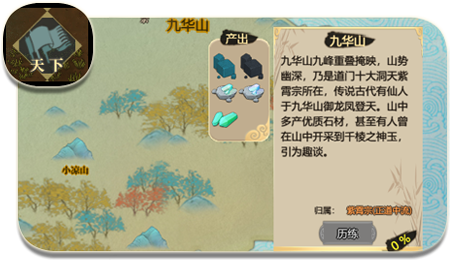 天下
九华山
产出
小凉山
九华山
九华山九峰重叠掩映，山势
幽深，乃是道门十大洞天紫
霄宗所在，传说古代有仙人
于九华山御龙凤登天。山中
多产优质石材，甚至有人曾
在山中开采到千棱之神玉，
引为趣谈。
归属：
历练
0%